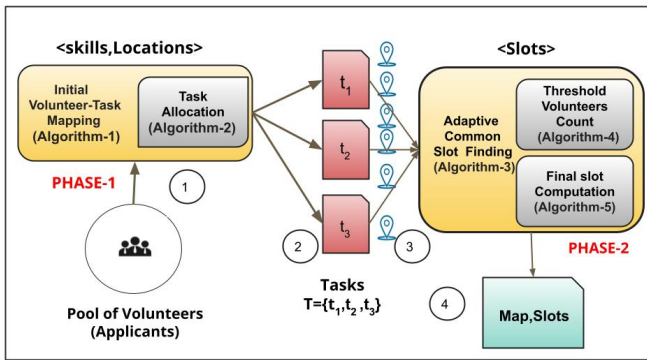 <skills,Locations>
Initial
Volunteer-Task
Mapping
(Algorithm-1)
Task
Allocation
(Algorithm-2)
PHASE-1
1
Pool of Volunteers
(Applicants)
t₁
t₂
t₃
2
3
Tasks
T={t₁,t₂,t₃}
<Slots>
Adaptive
Common
Slot Finding
(Algorithm-3)
Threshold
Volunteers
Count
(Algorithm-4)
Final slot
Computation
(Algorithm-5)
PHASE-2
4
Map,Slots